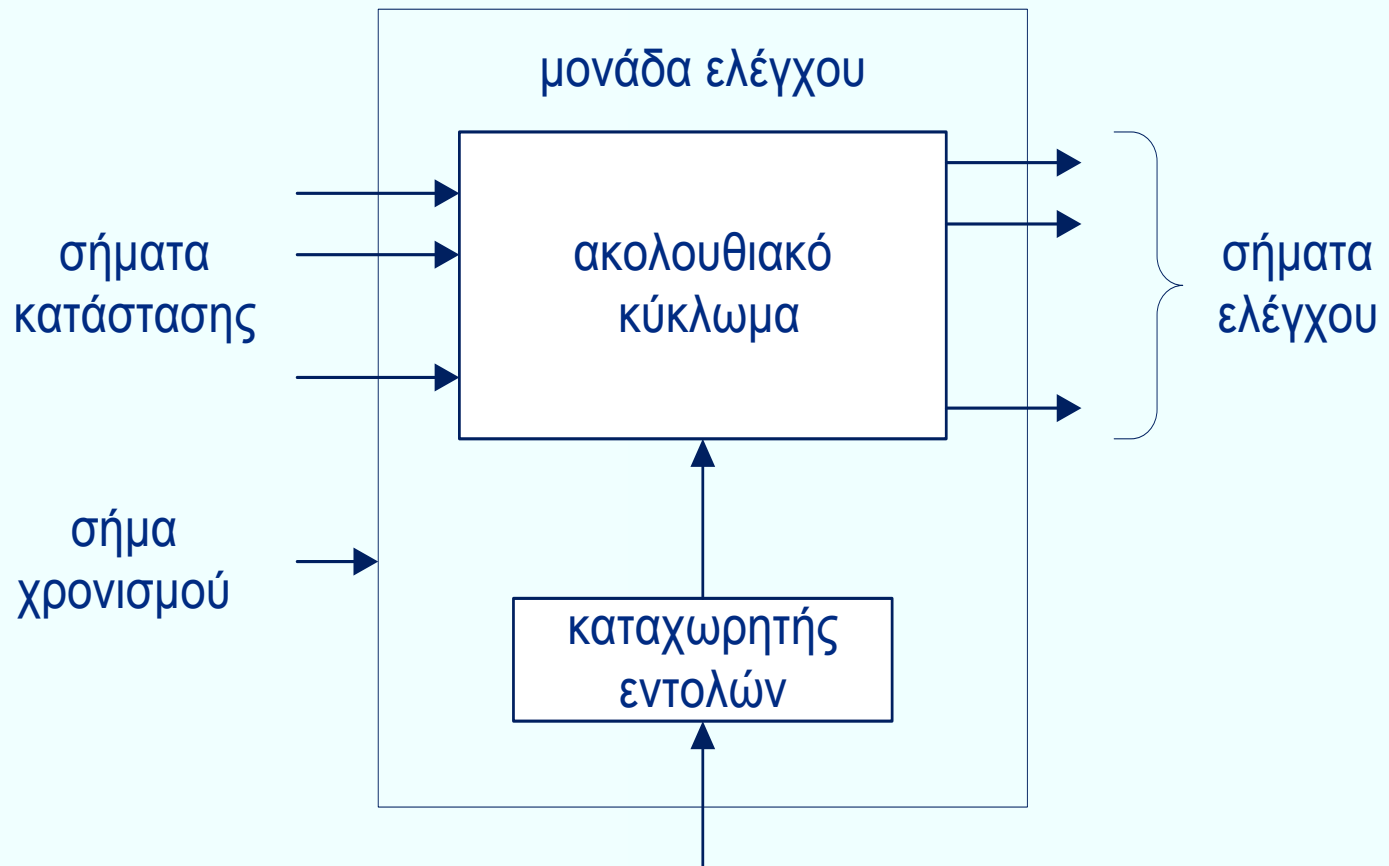 μονάδα ελέγχου
σήματα
κατάστασης
ακολουθιακό
κύκλωμα
σήματα
ελέγχου
σήμα
χρονισμού
καταχωρητής
εντολών